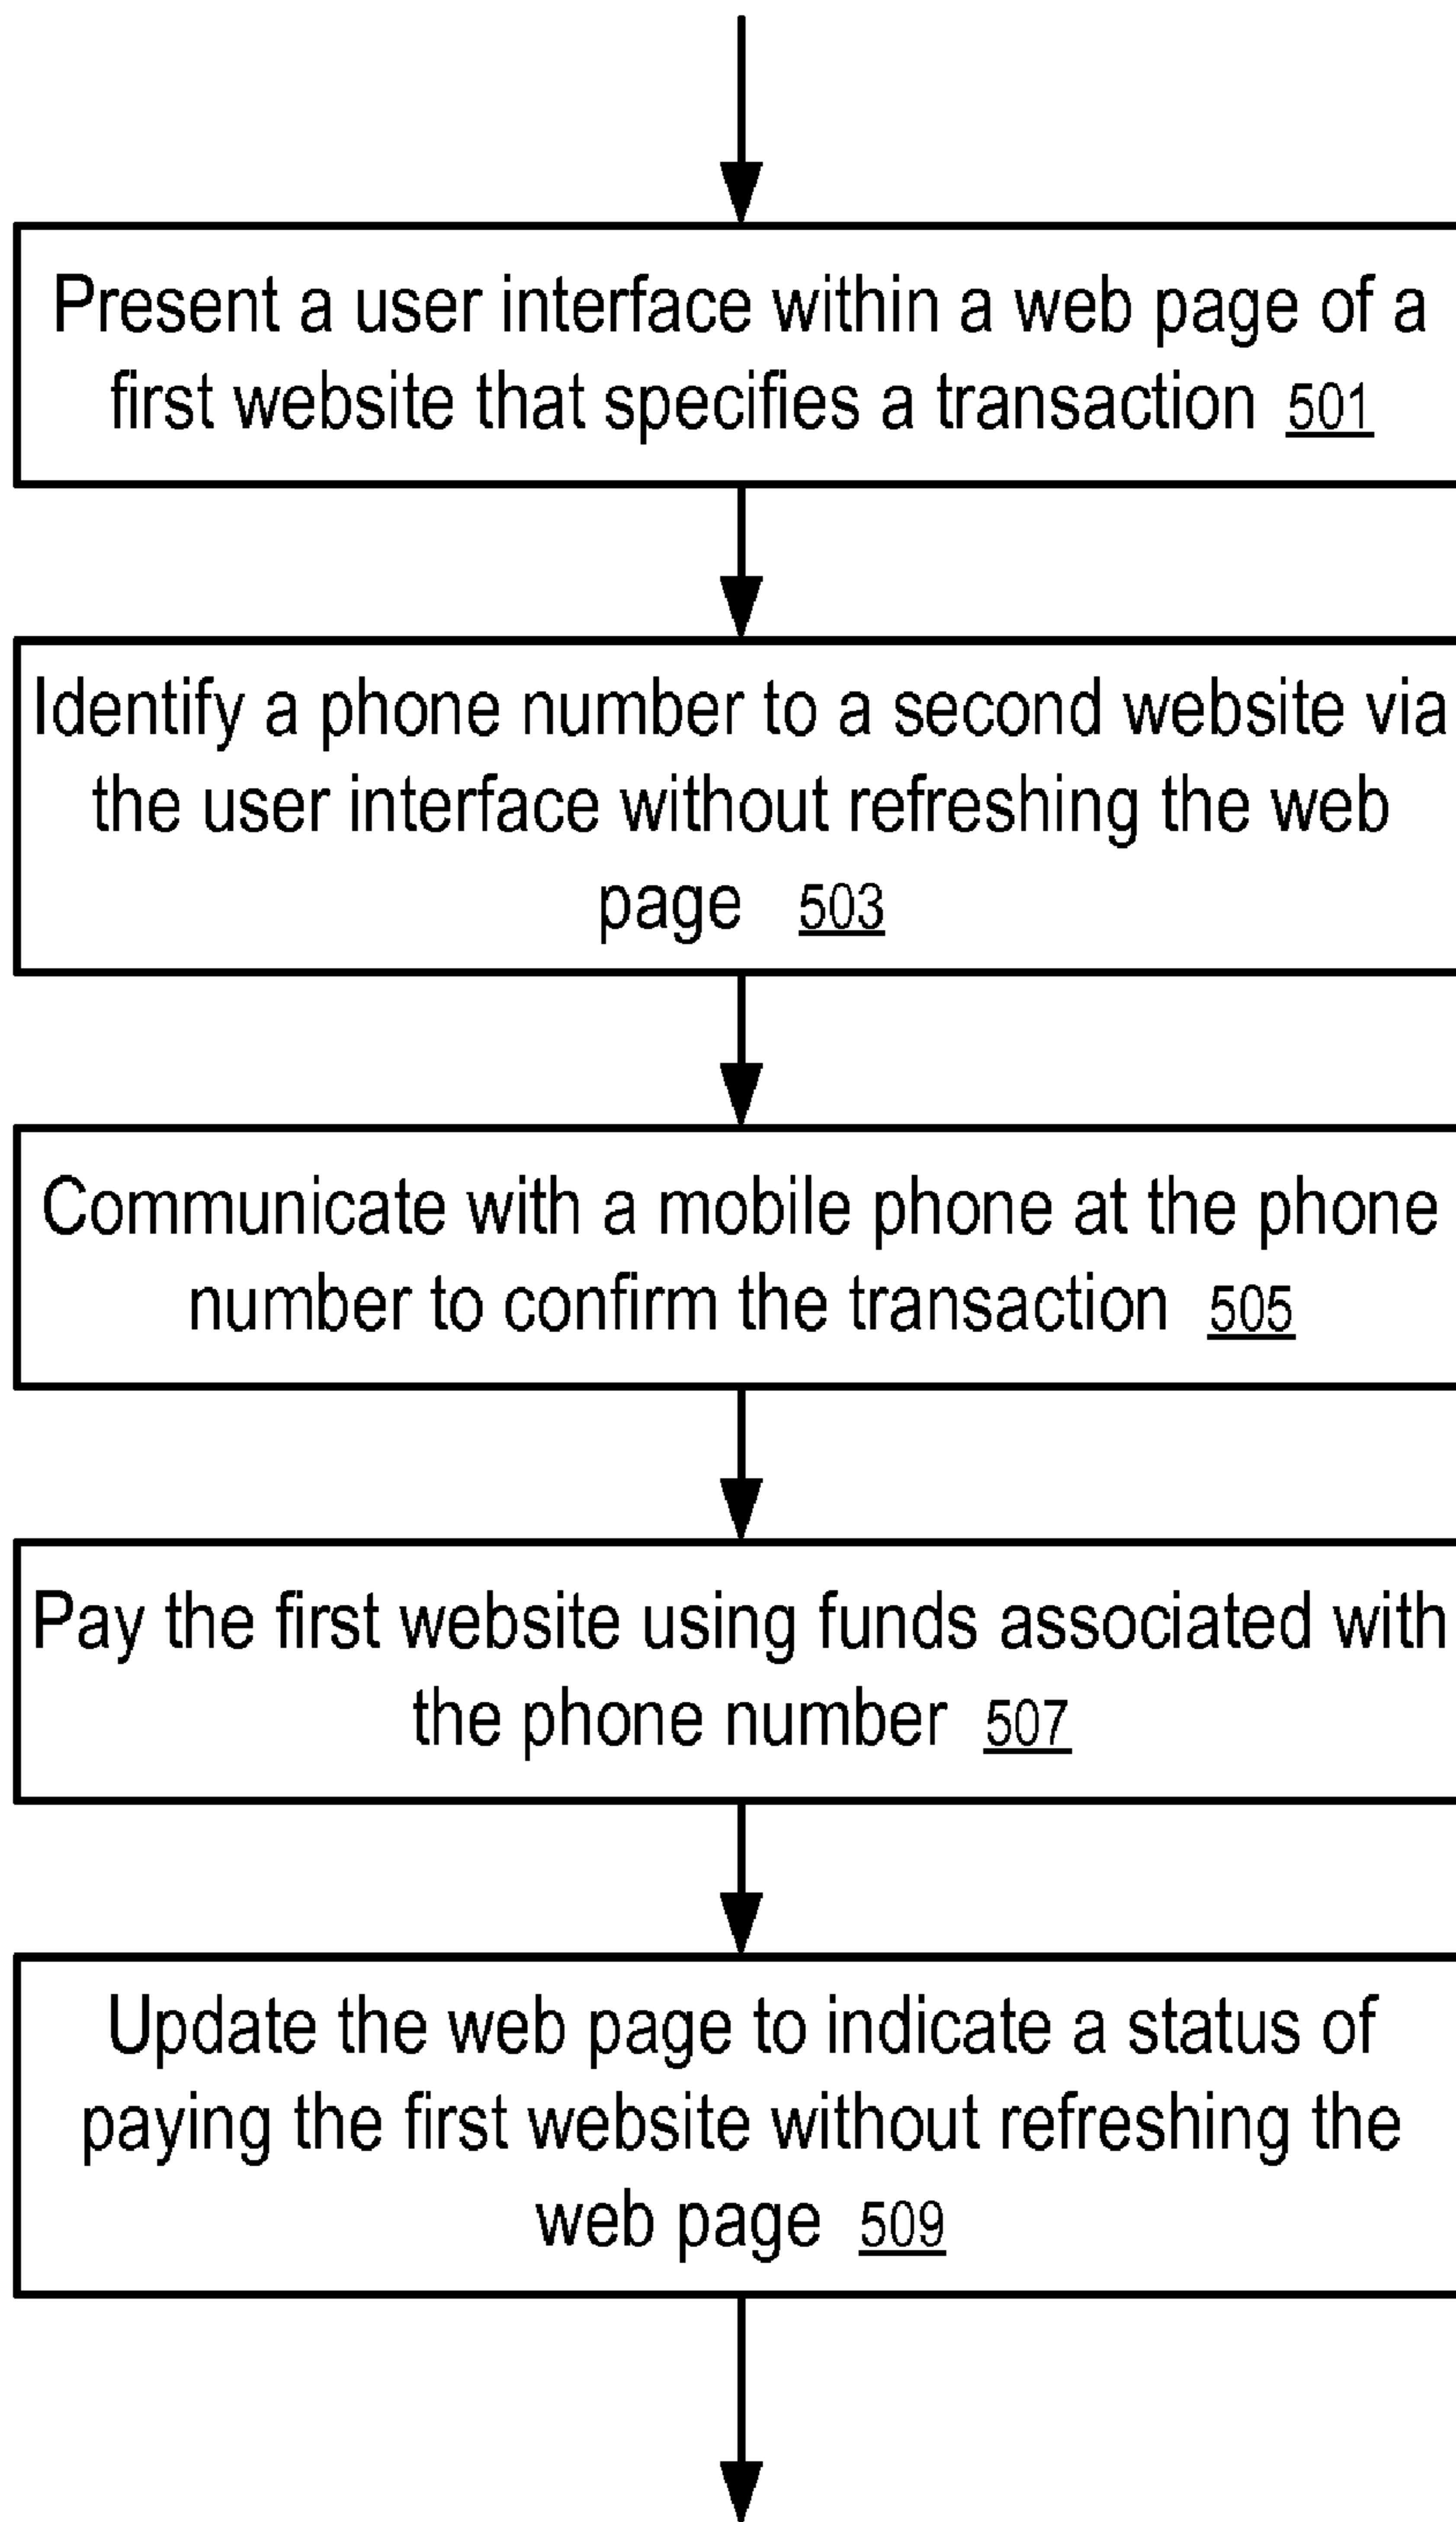 Present a user interface within a web page of a
first website that specifies a transaction 501
Identify a phone number to a second website via
the user interface without refreshing the web
page 503
Communicate with a mobile phone at the phone
number to confirm the transaction 505
Pay the first website using funds associated with
the phone number 507
Update the web page to indicate a status of
paying the first website without refreshing the
web page 509